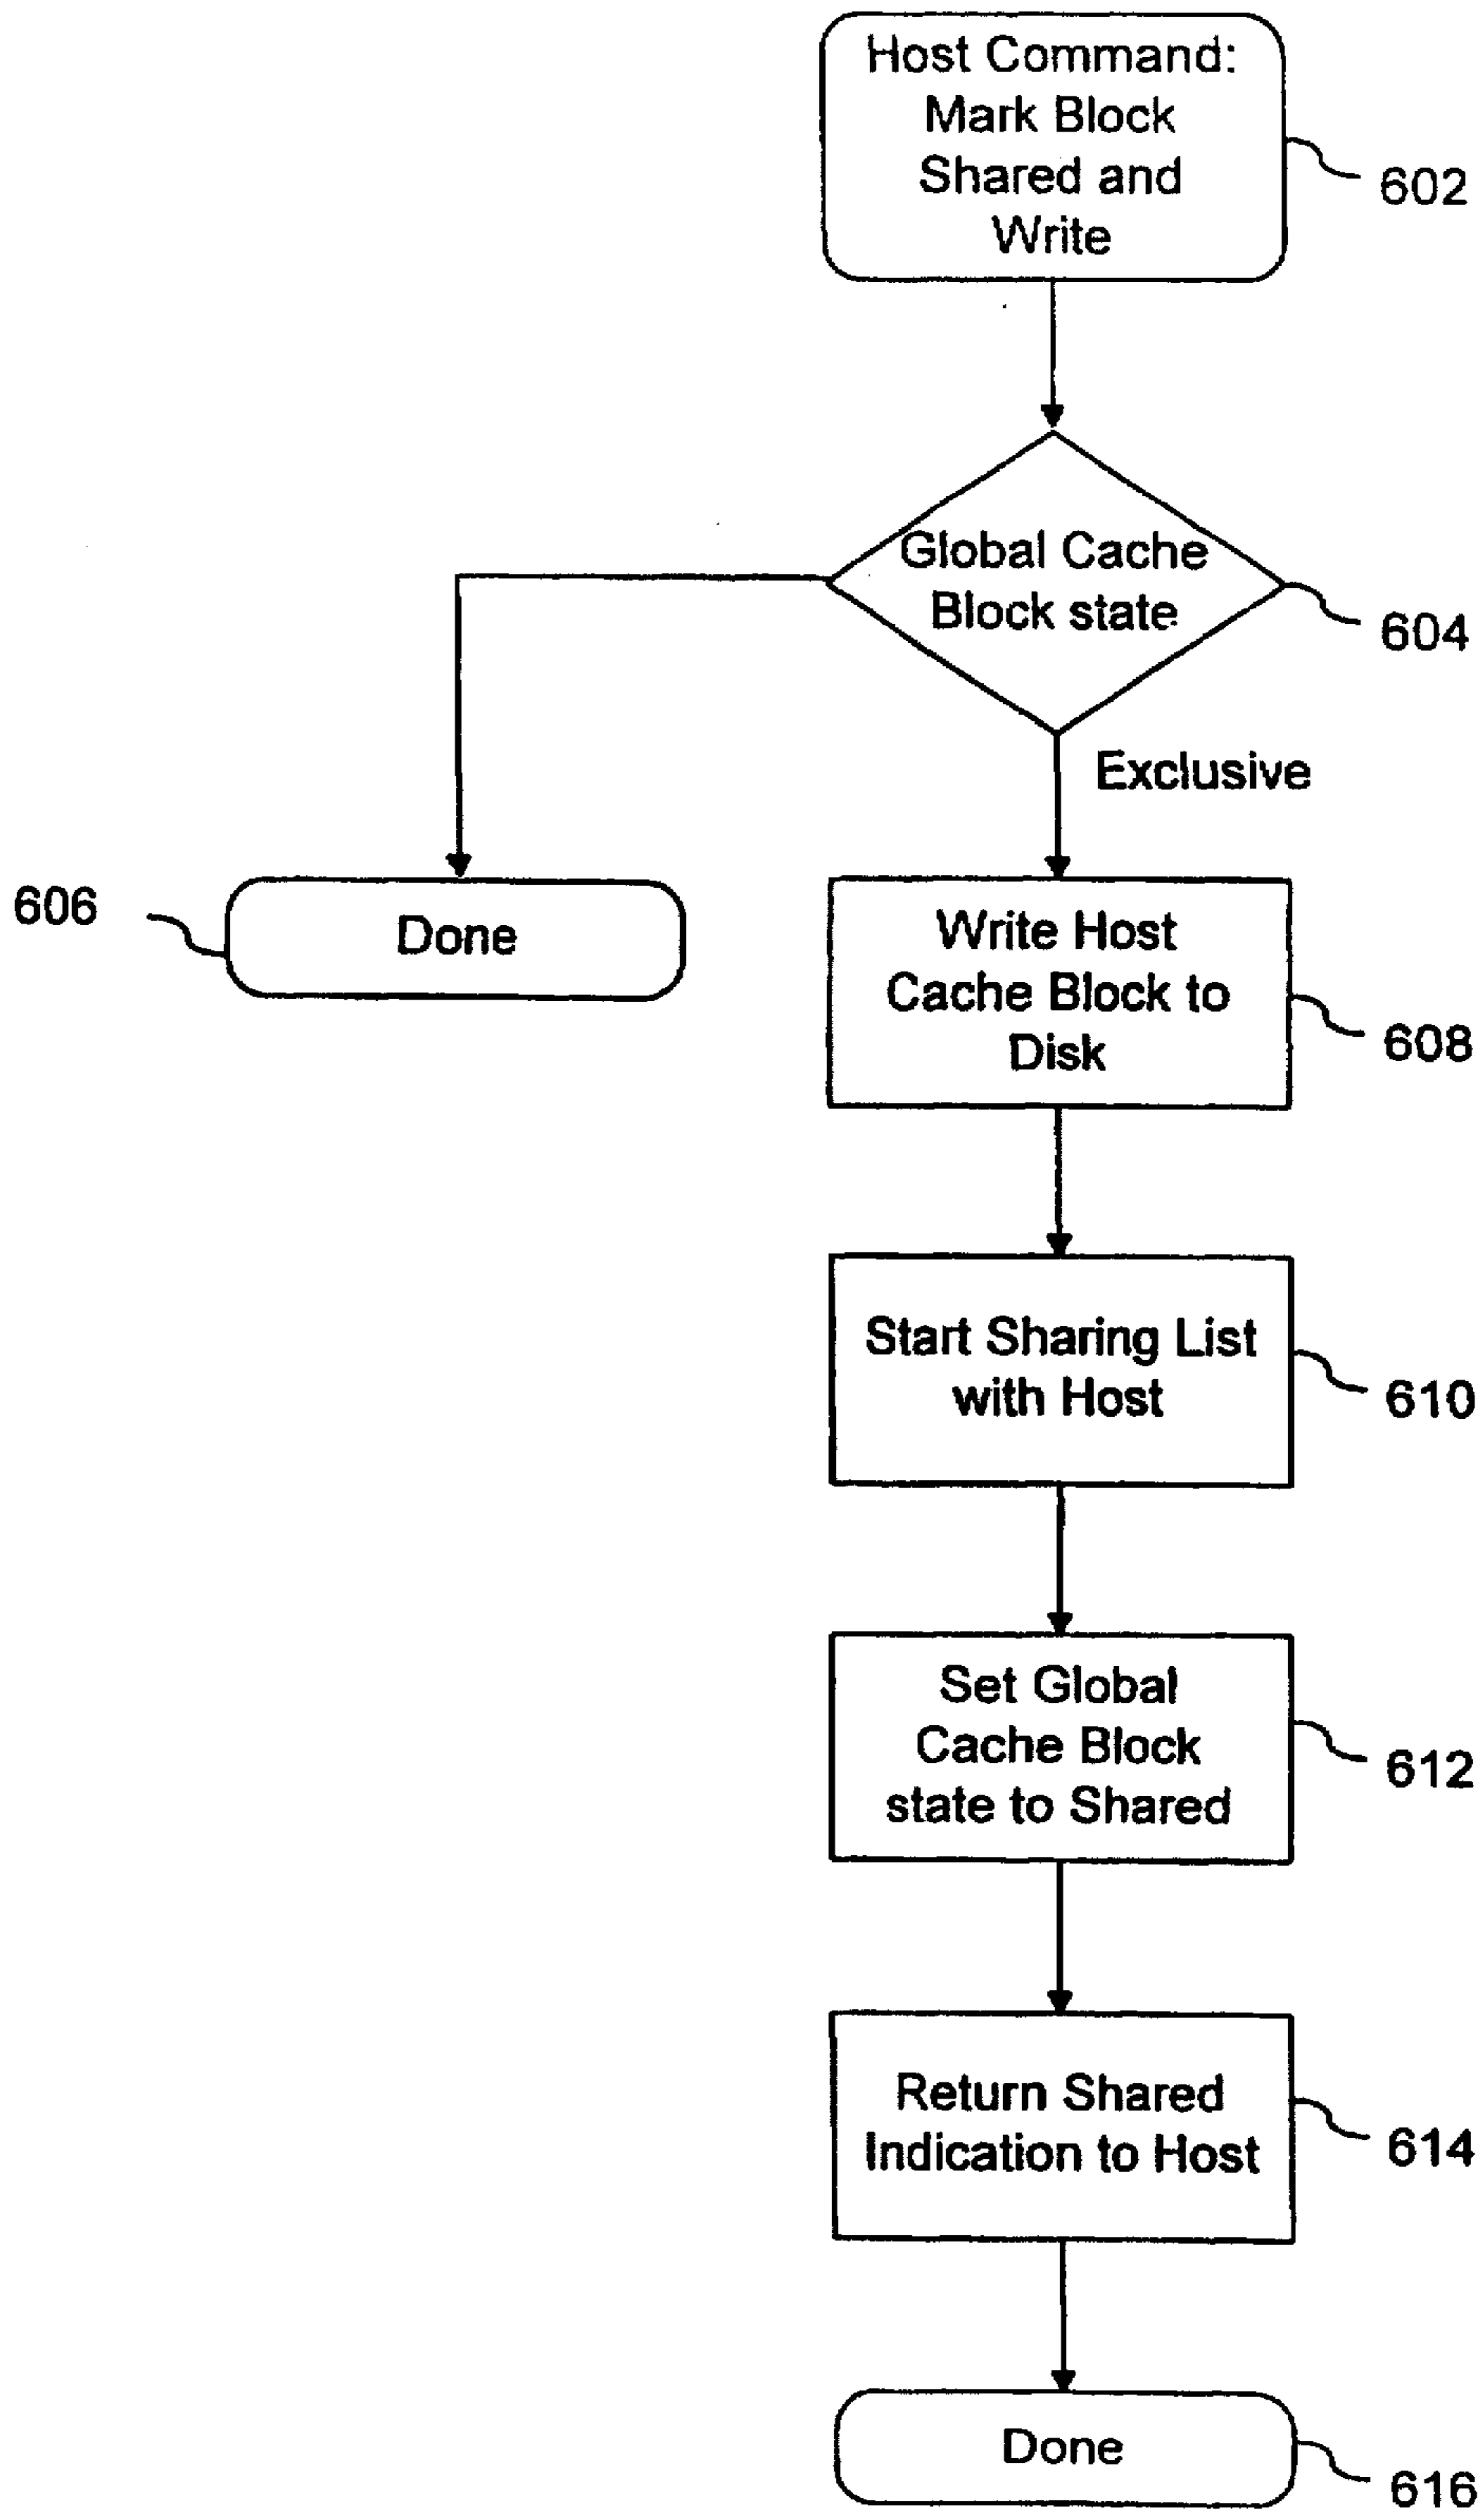 Host Command:
Mark Block
Shared and
Write
602
Global Cache
Block state
604
Exclusive
606
Done
Write Host
Cache Block to
Disk
608
Start Sharing List
with Host
610
Set Global
Cache Block
state to Shared
612
Return Shared
Indication to Host
614
Done
616